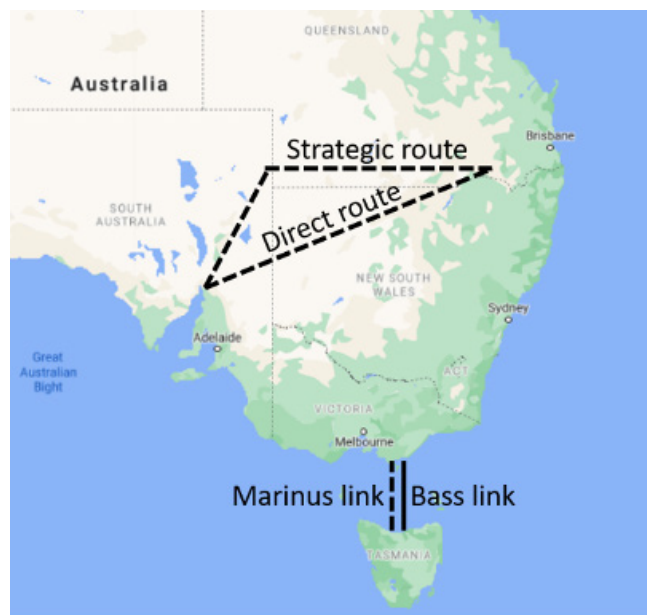 QUEENSLAND
Australia
Brisbane
Strategic route
Direct route
SOUTH
AUSTRALIA
NEW SOUTH
WALES
Sydney
Adelaide
Great
Australian
Bight
ACT
VICTORIA
Melbourne
Marinus link
Bass link
TASMANIA